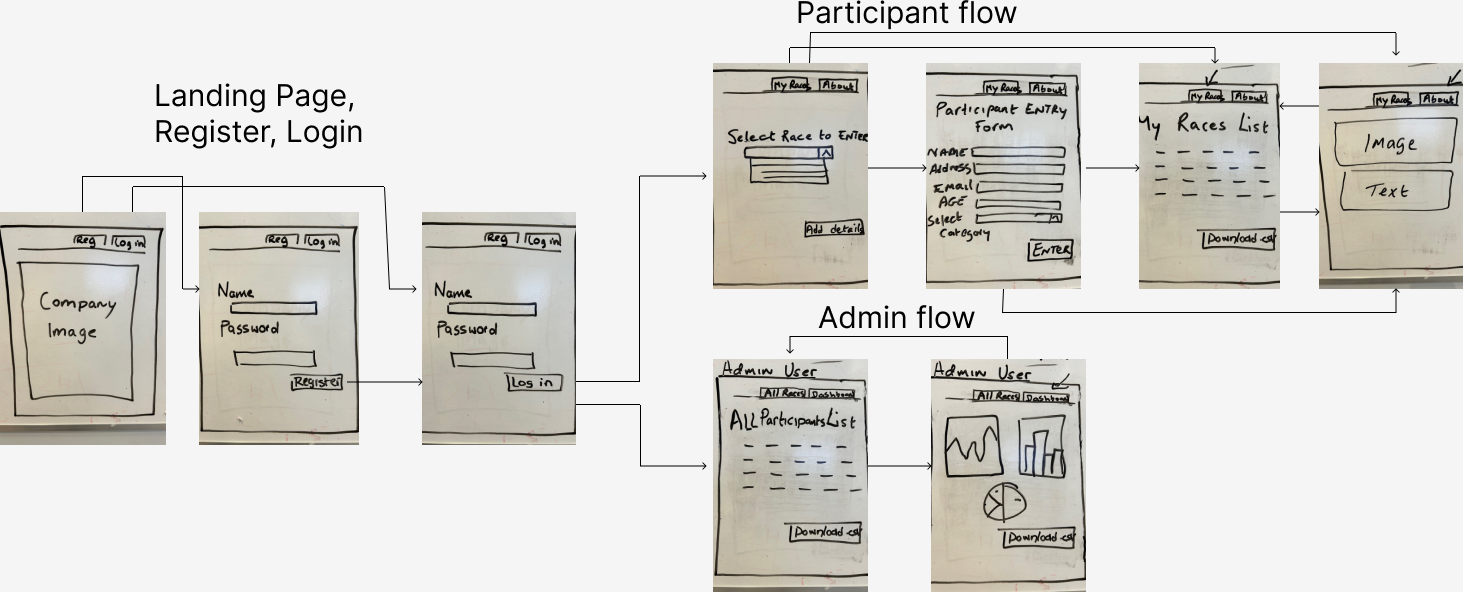 Participant flow
Landing Page,
Register, Login
Reg Log in
Company
Image
Reg Log in
Name
Password
Register
Reg Log in
Name
Password
Log in
My Races About
Select Race to ENTER
Add details
My Races About
Participant ENTRY
Form
NAME
Address
Email
AGE
Select
Category
ENTER
My Races About
My Races List
Download.csv
My Races About
Image
Text
Admin flow
Admin User
All Races Dashboard
ALL Participants List
Download.csv
Admin User
All Races Dashboard
Download.csv